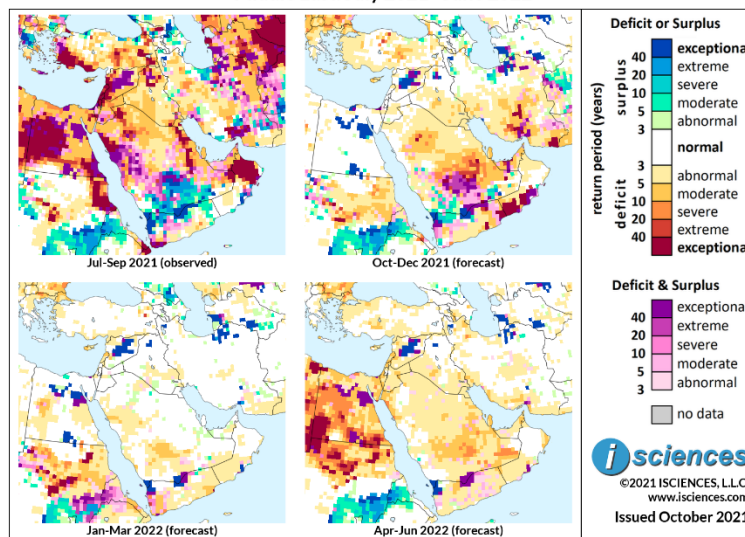 Deficit or Surplus
exceptiona
40
extreme
20
severe
10
moderate
5
abnormal
3
normal
3
abnormal
5
moderate
10
severe
20
extreme
40
exceptiona
return period (years)
surplus
deficit
Jul-Sep 2021 (observed)
Oct-Dec 2021 (forecast)
Deficit & Surplus
exceptiona
40
extreme
20
severe
10
moderate
5
abnormal
3
no data
Jan-Mar 2022 (forecast)
Apr-Jun 2022 (forecast)
i sciences
©2021 ISCIENCES, L.L.C
www.isciences.com
Issued October 2021